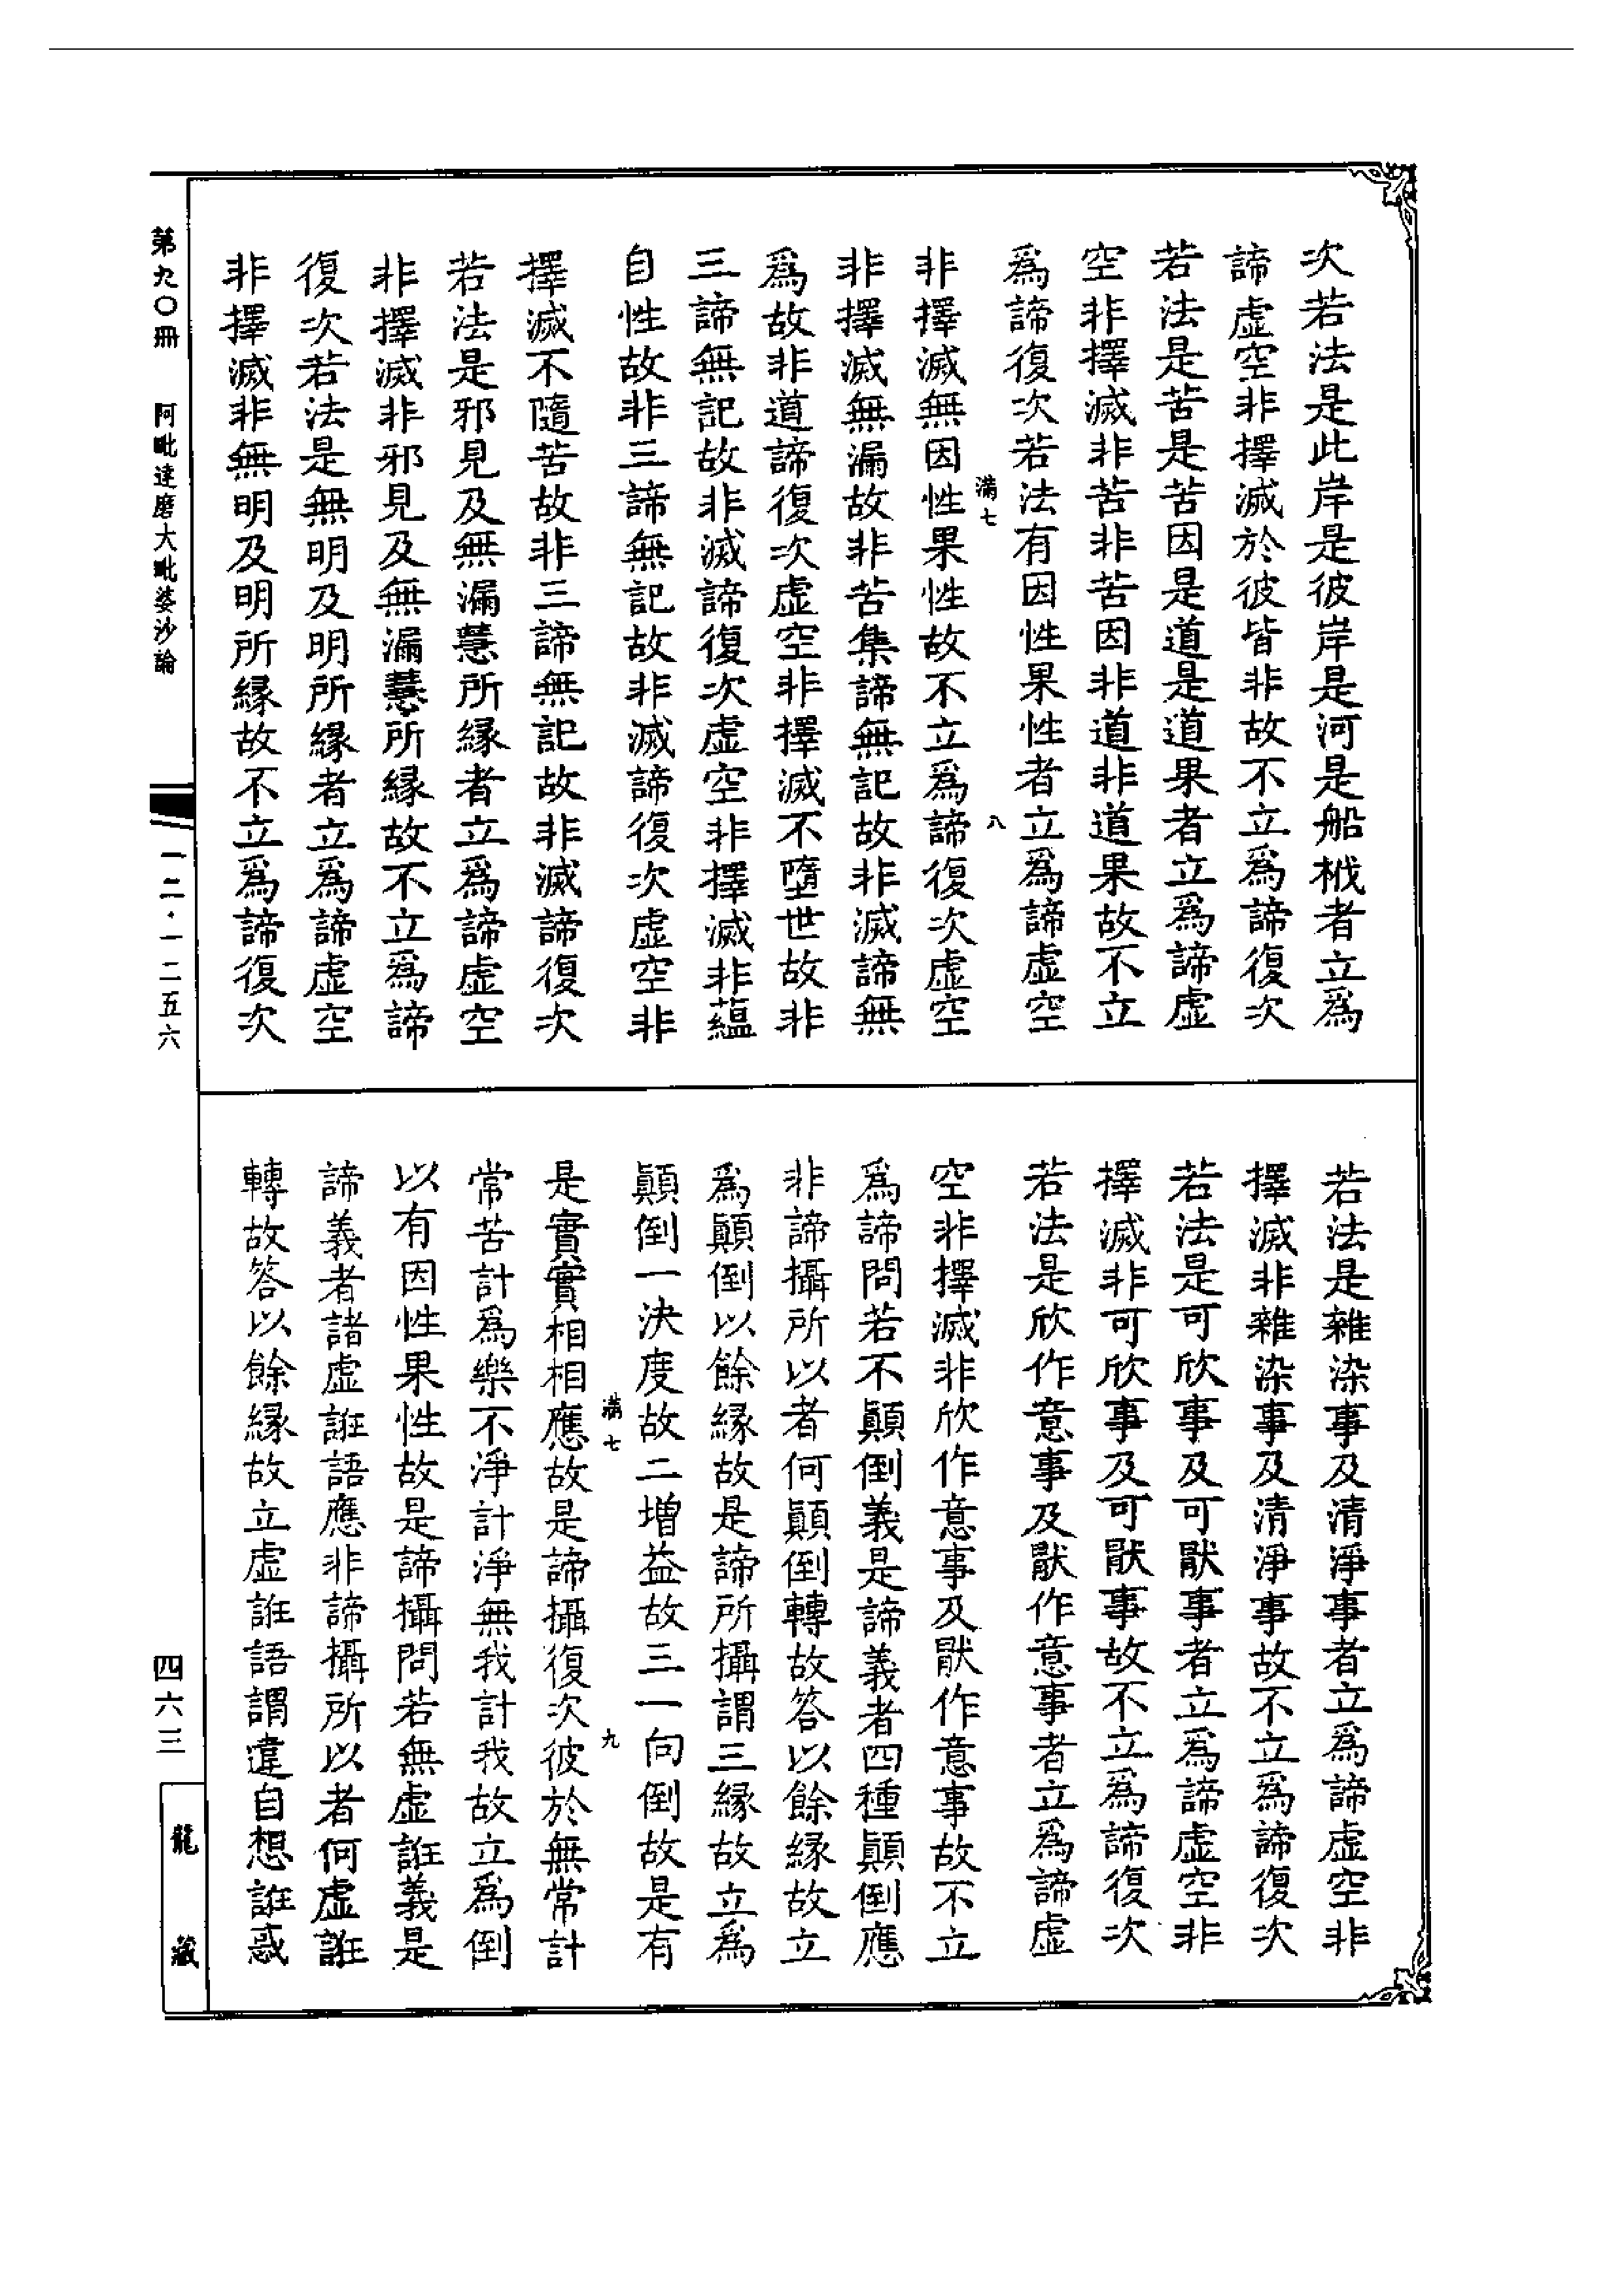 次若法是此岸是彼岸是河是船栰者立爲
諦虛空非擇滅於彼皆非故不立爲諦復次
若法是苦是苦因是道是道果者立爲諦虛
空非擇滅非苦非苦因非道非道果故不立
爲諦復次若法有因性果性者立爲諦虛空
滿七 八
非擇滅無因性果性故不立爲諦復次虛空
非擇滅無漏故非苦集諦無記故非滅諦無
爲故非道諦復次虛空非擇滅不墮世故非
三諦無記故非滅諦復次虛空非擇滅非蘊
自性故非三諦無記故非滅諦復次虛空非
擇滅不隨苦故非三諦無記故非滅諦復次
若法是邪見及無漏慧所緣者立爲諦虛空
非擇滅非邪見及無漏慧所緣故不立爲諦
復次若法是無明及明所緣者立爲諦虛空
非擇滅非無明及明所緣故不立爲諦復次
若法是雜染事及清淨事者立爲諦虛空非
擇滅非雜染事及清淨事故不立爲諦復次
若法是可欣事及可厭事者立爲諦虛空非
擇滅非可欣事及可厭事故不立爲諦復次
若法是欣作意事及厭作意事者立爲諦虛
空非擇滅非欣作意事及厭作意事故不立
爲諦問若不顚倒義是諦義者四種顚倒應
非諦攝所以者何顚倒轉故答以餘緣故立
爲顚倒以餘緣故是諦所攝謂三緣故立爲
顚倒一決度故二增益故三一向倒故是有
滿七 九
是實實相相應故是諦攝復次彼於無常計
常苦計爲樂不淨計淨無我計我故立爲倒
以有因性果性故是諦攝問若無虛誑義是
諦義者諸虛誑語應非諦攝所以者何虛誑
轉故答以餘緣故立虛誑語謂違自想誑惑
第九〇冊 阿毗達磨大毗婆沙論
一二·一二五六
四六三
龍藏